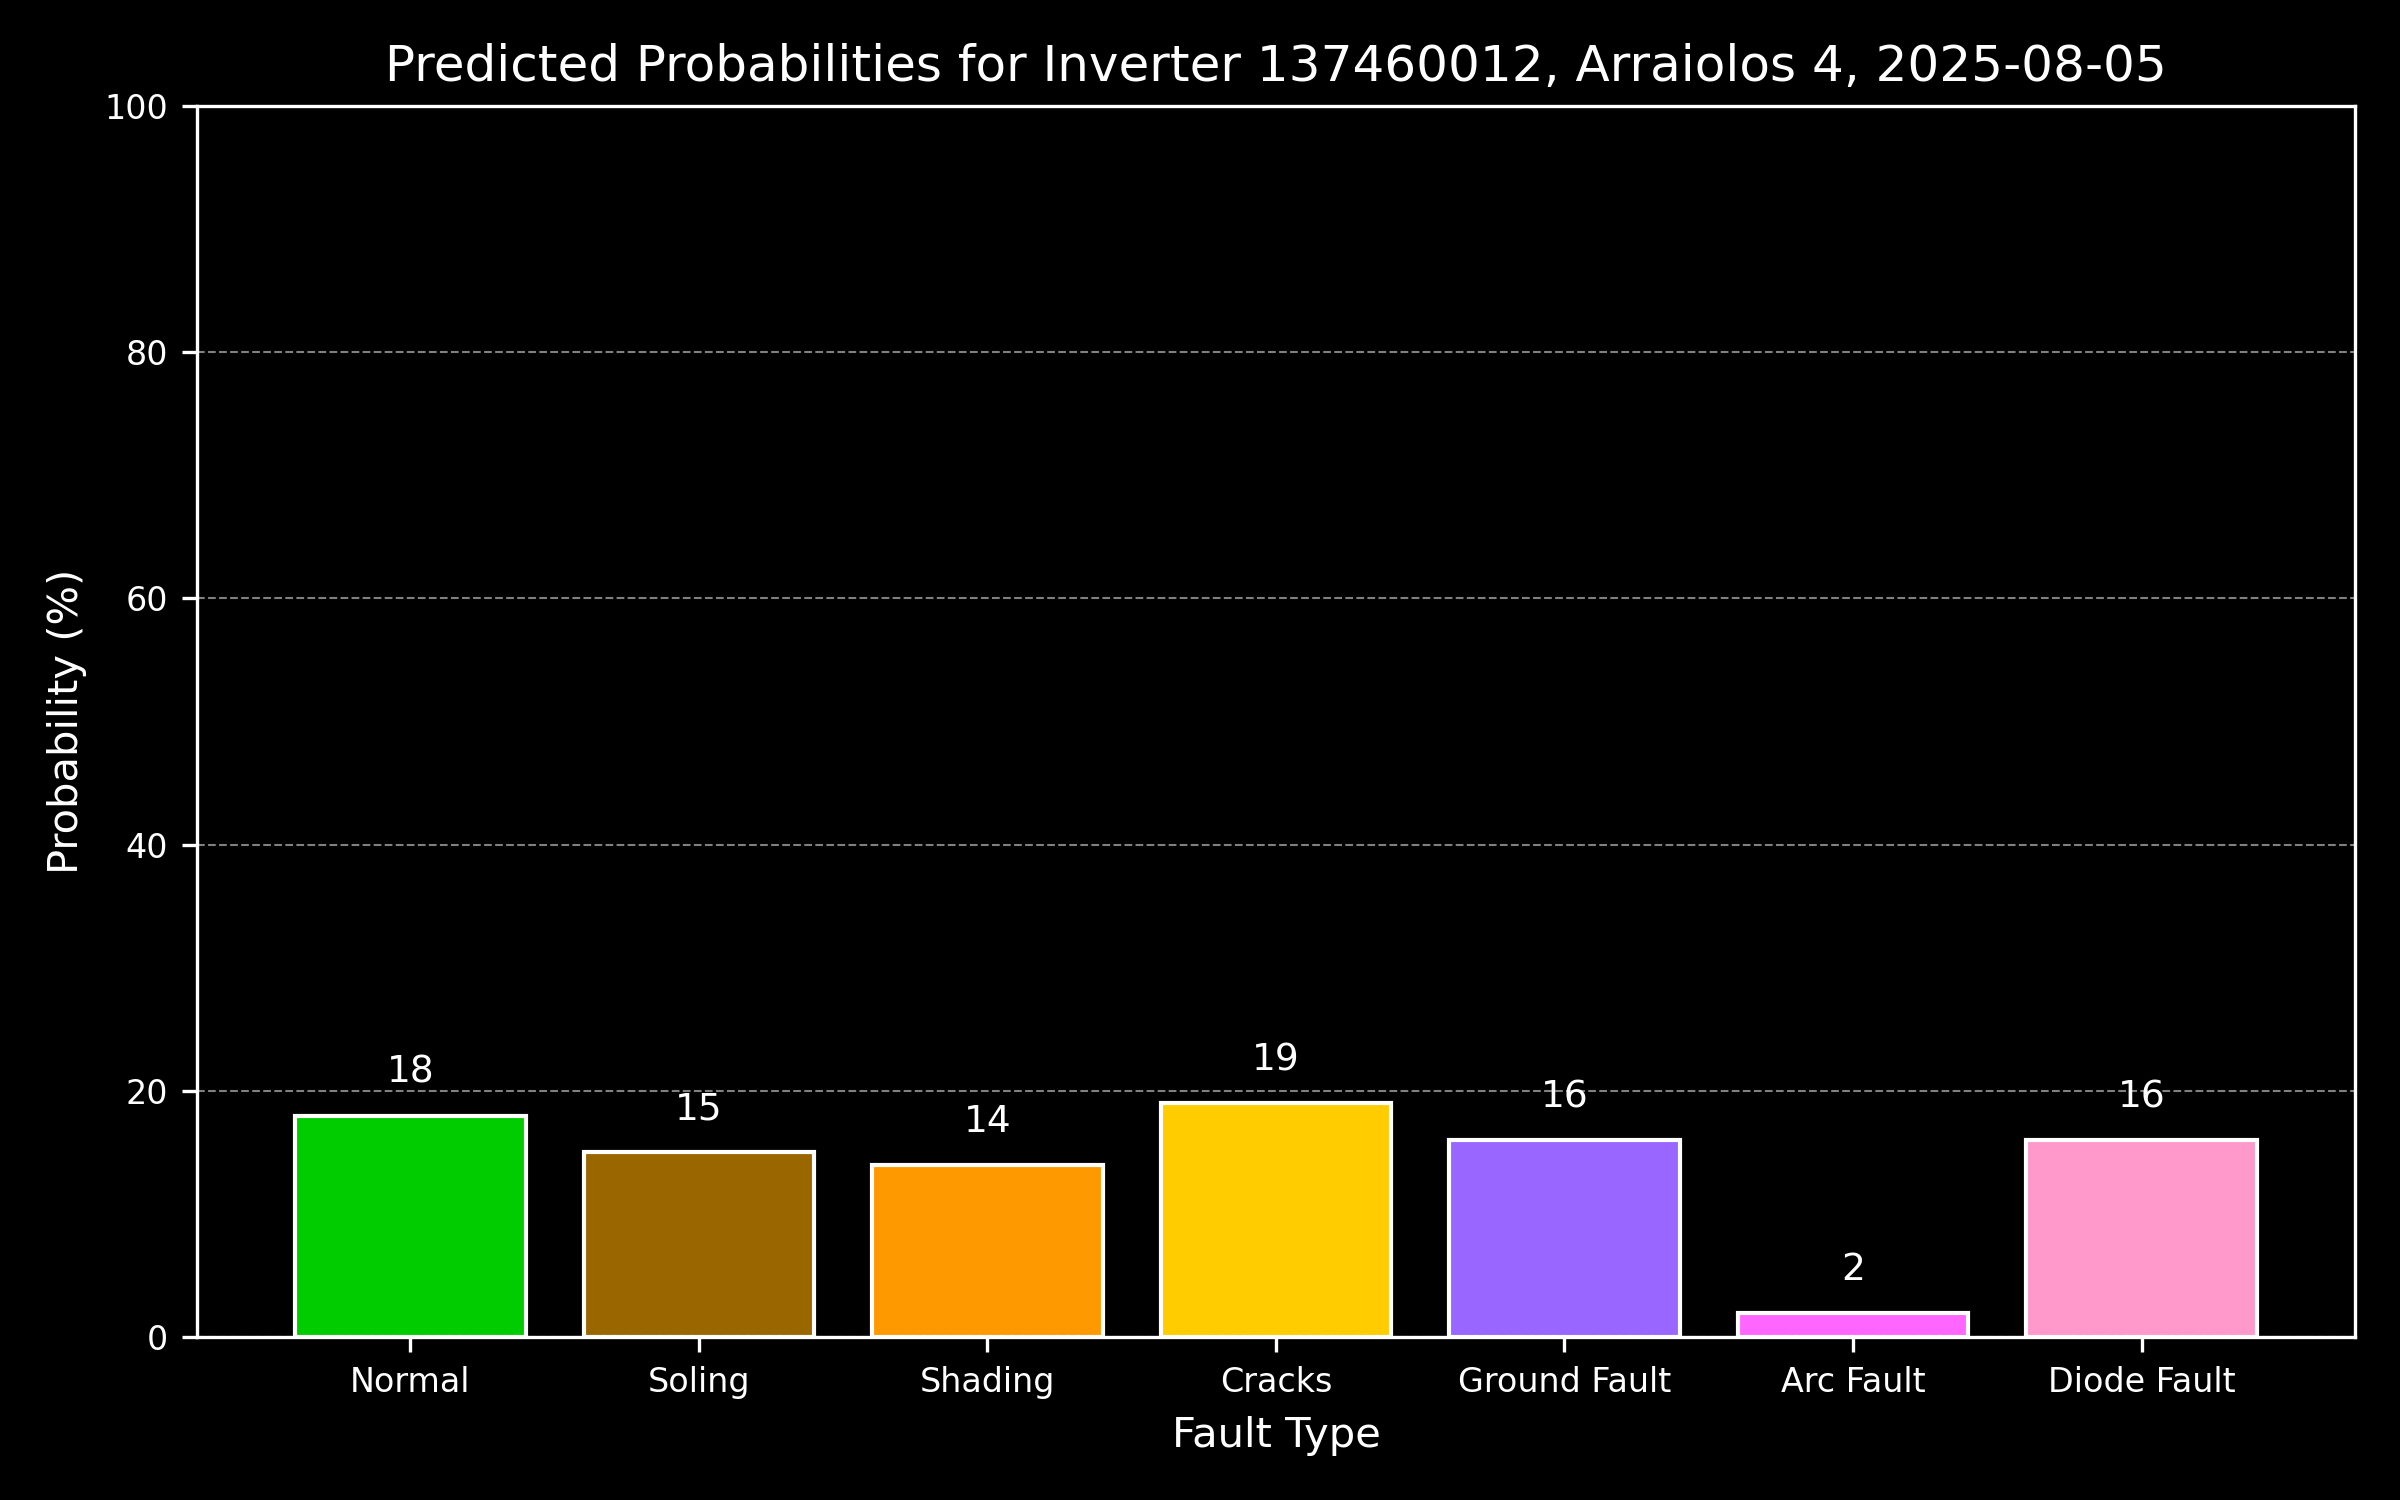 Predicted Probabilities for Inverter 137460012, Arraiolos 4, 2025-08-05
Probability (%)
100
80
60
40
20
0
18
15
14
19
16
2
16
Normal
Soling
Shading
Cracks
Ground Fault
Arc Fault
Diode Fault
Fault Type